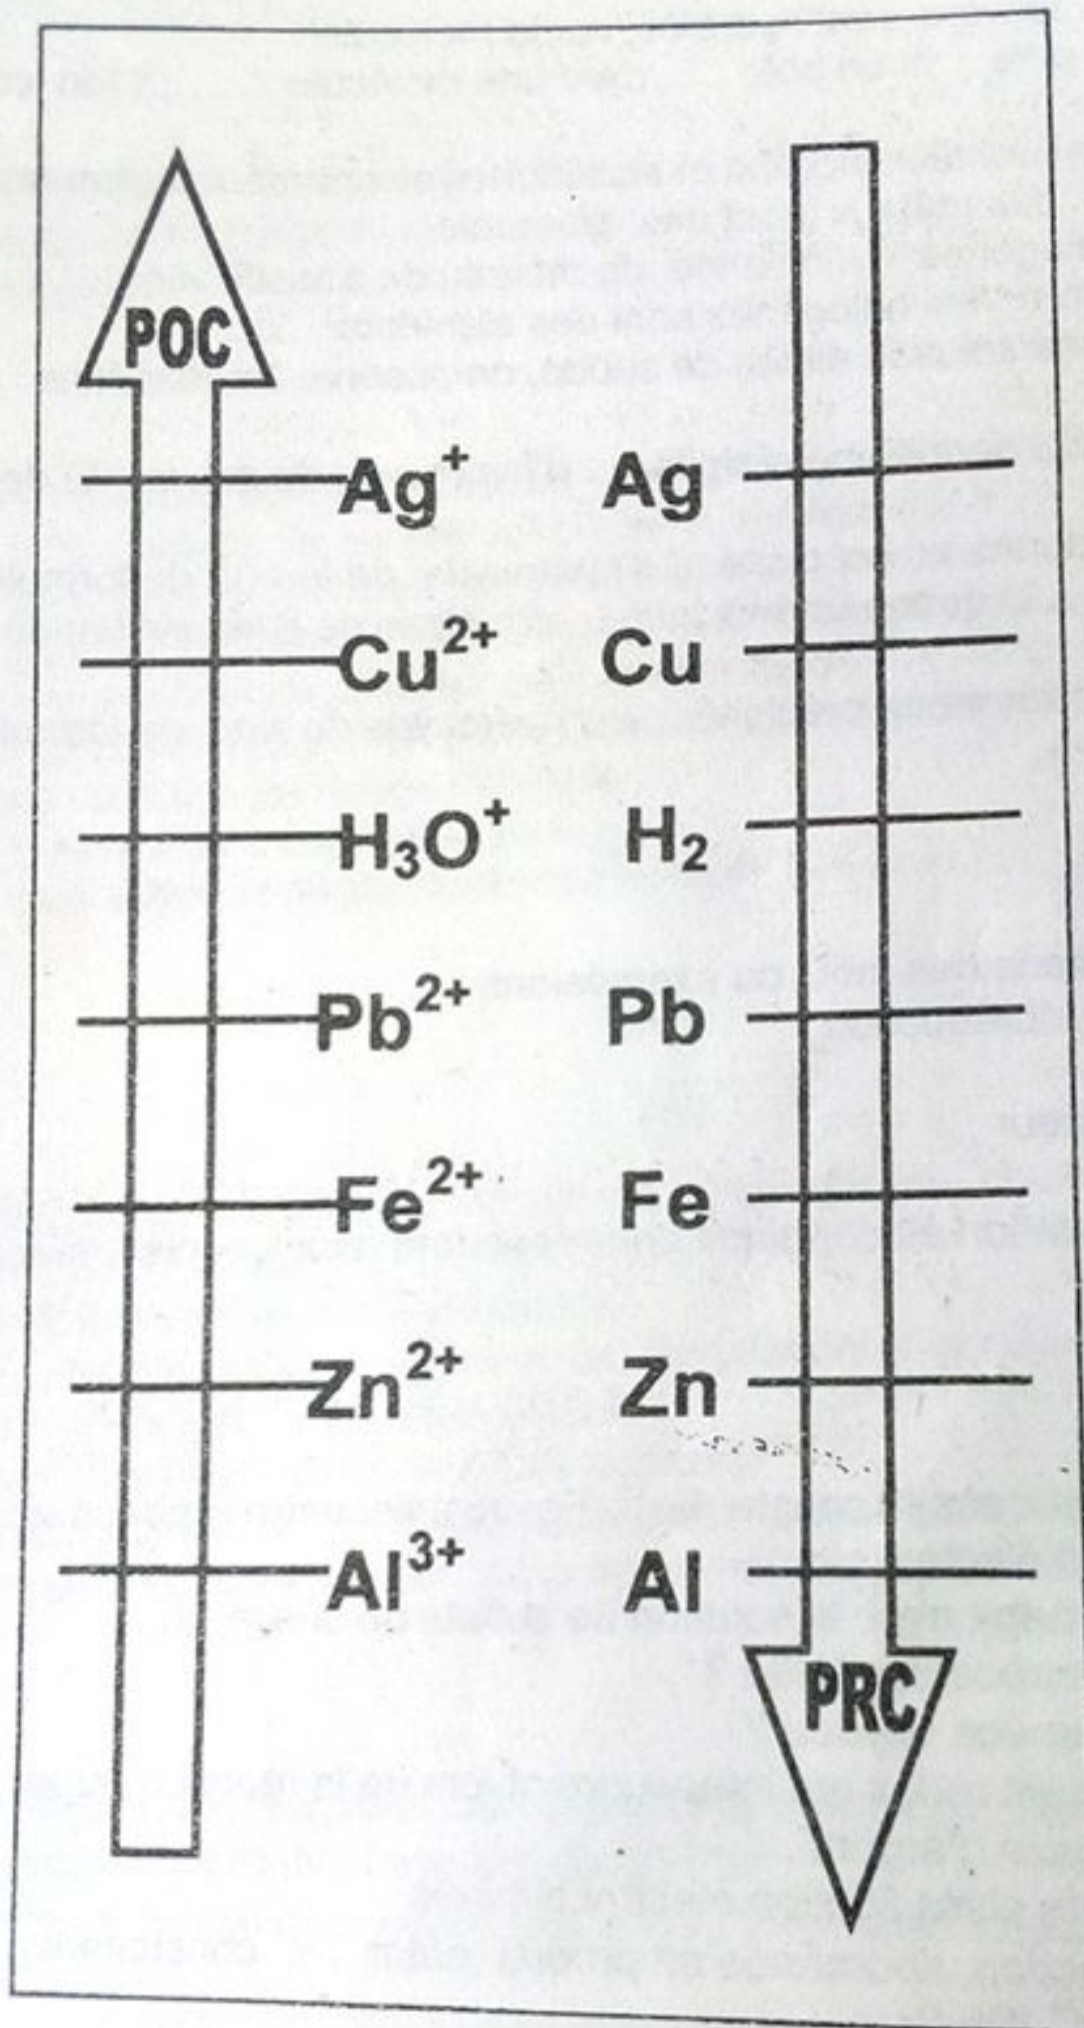 POC
Ag⁺ Ag
Cu²⁺ Cu
H₃O⁺ H₂
Pb²⁺ Pb
Fe²⁺ Fe
Zn²⁺ Zn
Al³⁺ Al
PRC